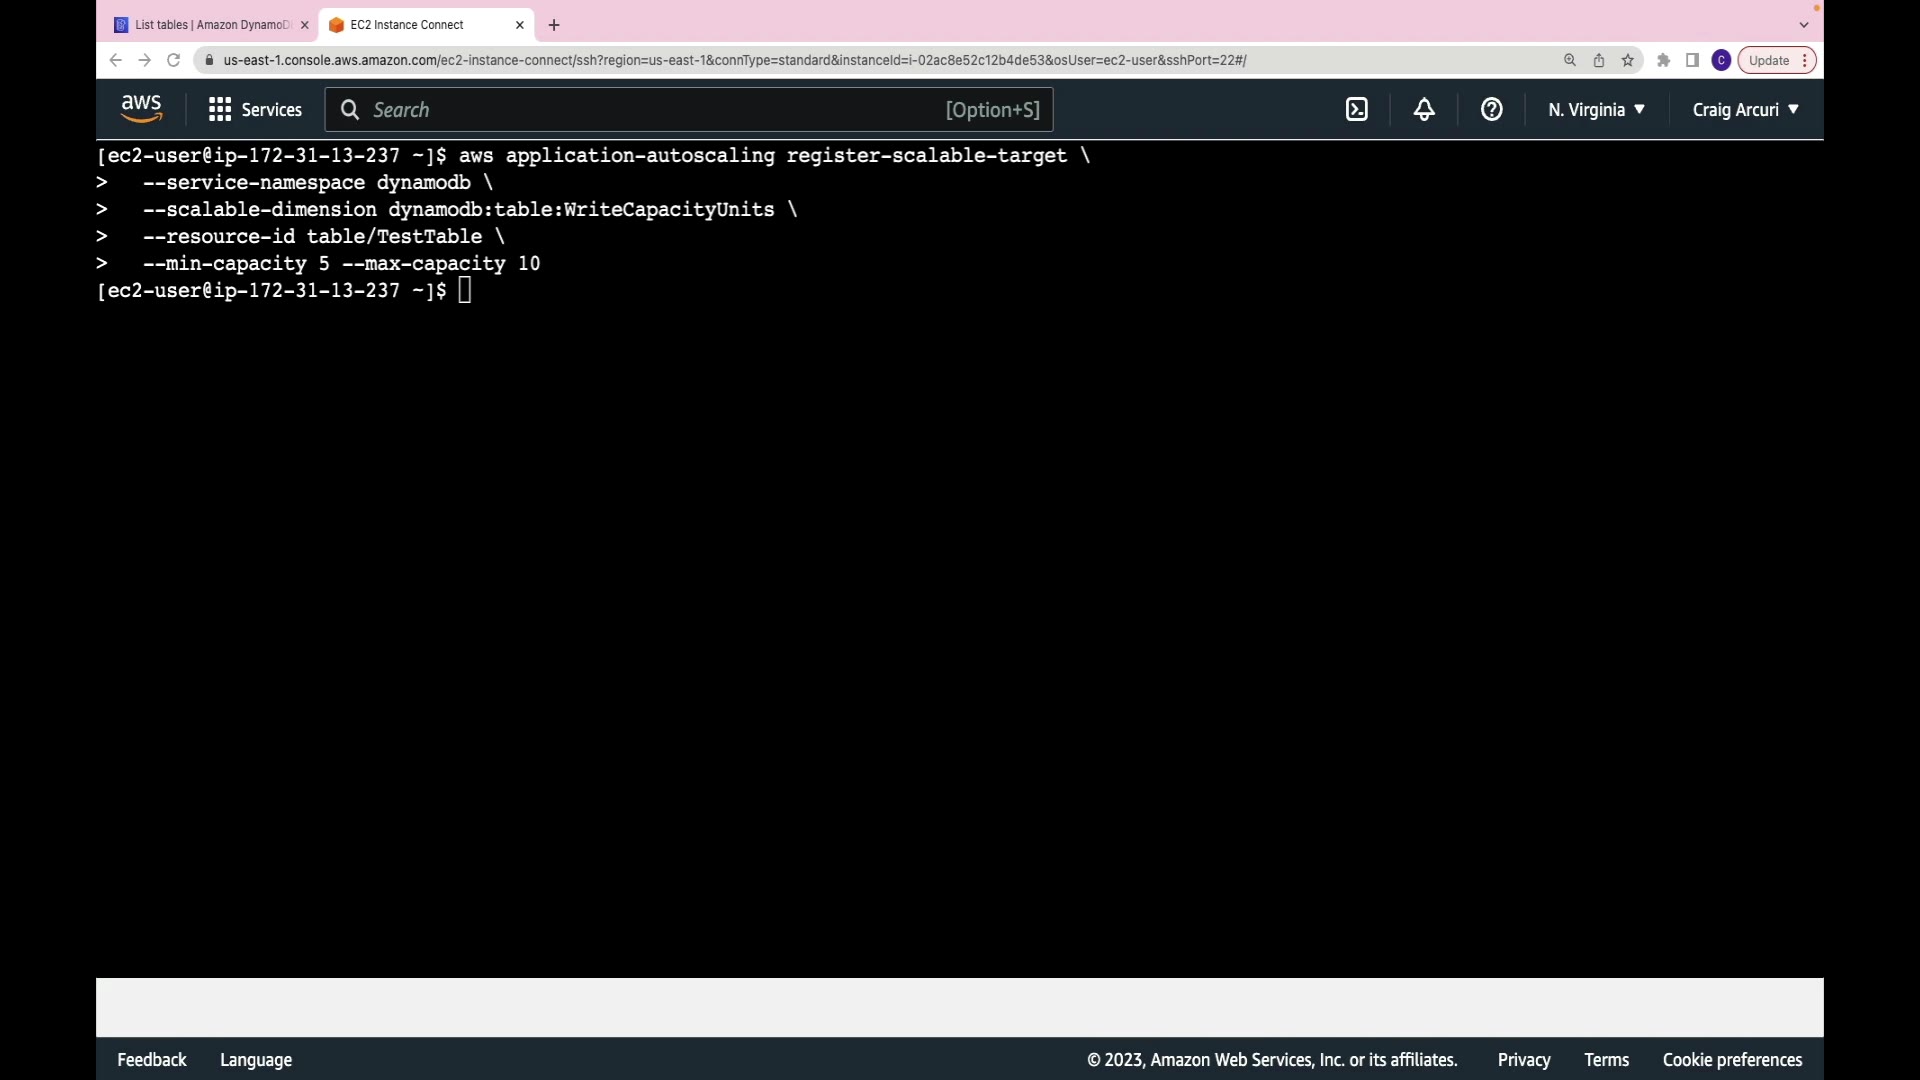 List tables | Amazon DynamoD
EC2 Instance Connect
us-east-1.console.aws.amazon.com/ec2-instance-connect/ssh?region=us-east-1&connType=standard&instanceId=i-02ac8e52c12b4de53&osUser=ec2-user&sshPort=22#/
C
Update
aws
Services
Search
[Option+S]
N. Virginia
Craig Arcuri
[ec2-user@ip-172-31-13-237 ~]$ aws application-autoscaling register-scalable-target \
>   --service-namespace dynamodb \
>   --scalable-dimension dynamodb:table:WriteCapacityUnits \
>   --resource-id table/TestTable \
>   --min-capacity 5 --max-capacity 10
[ec2-user@ip-172-31-13-237 ~]$
Feedback
Language
© 2023, Amazon Web Services, Inc. or its affiliates.
Privacy
Terms
Cookie preferences